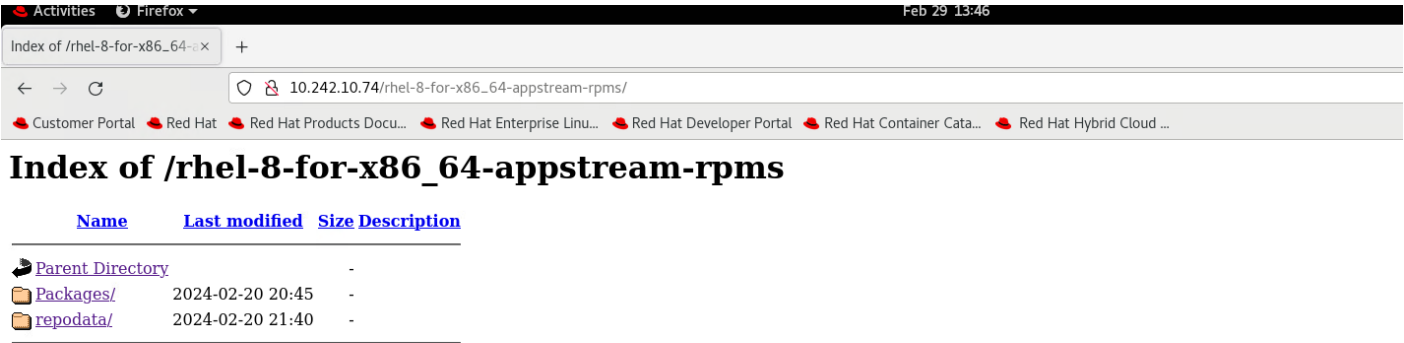 Activities Firefox Feb 29 13:46
Index of /rhel-8-for-x86_64-a × +
10.242.10.74/rhel-8-for-x86_64-appstream-rpms/
Customer Portal Red Hat Red Hat Products Docu... Red Hat Enterprise Linu... Red Hat Developer Portal Red Hat Container Cata... Red Hat Hybrid Cloud ...
Index of /rhel-8-for-x86_64-appstream-rpms
Name Last modified Size Description
Parent Directory -
Packages/ 2024-02-20 20:45 -
repodata/ 2024-02-20 21:40 -